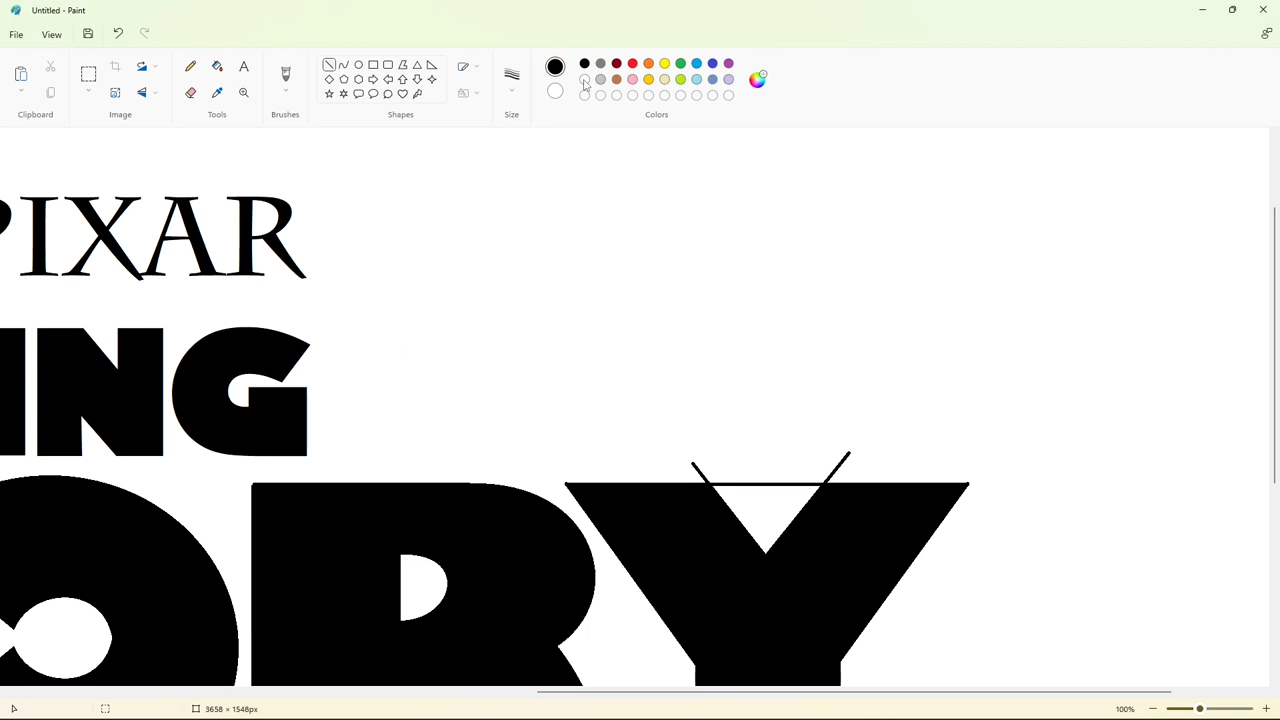 Untitled - Paint
File View
Clipboard Image Tools Brushes Shapes Size Colors
PIXAR
ING
ORY
3658 × 1548px 100%